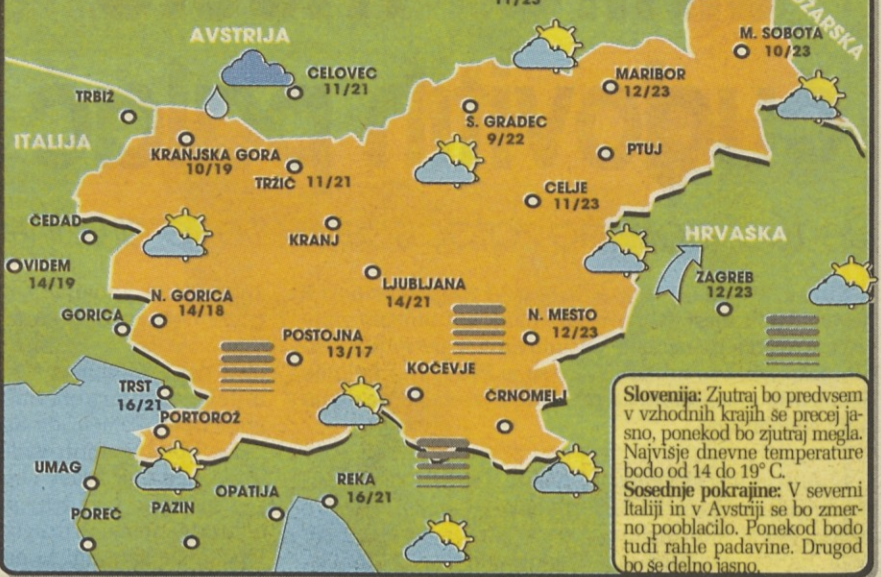 11/23
AVSTRIJA
M. SOBOTA
10/23
CELOVEC
11/21
MARIBOR
12/23
TRBIŽ
ITALIJA
S. GRADEC
9/22
KRANJSKA GORA
10/19
PTUJ
TRŽIČ 11/21
CELJE
11/23
ČEDAD
KRANJ
HRVAŠKA
VIDEM
14/19
LJUBLJANA
14/21
ZAGREB
12/23
N. GORICA
14/18
GORICA
N. MESTO
12/23
POSTOJNA
13/17
KOČEVJE
TRST
16/21
ČRNOMELJ
PORTOROŽ
UMAG
REKA
16/21
OPATIJA
POREČ
PAZIN
Slovenija: Zjutraj bo predvsem
v vzhodnih krajih še precej ja-
sno, ponekod bo zjutraj megla.
Najvišje dnevne temperature
bodo od 14 do 19° C.
Sosednje pokrajine: V severni
Italiji in v Avstriji se bo zmer-
no pooblačilo. Ponekod bodo
tudi rahle padavine. Drugod
bo še delno jasno.